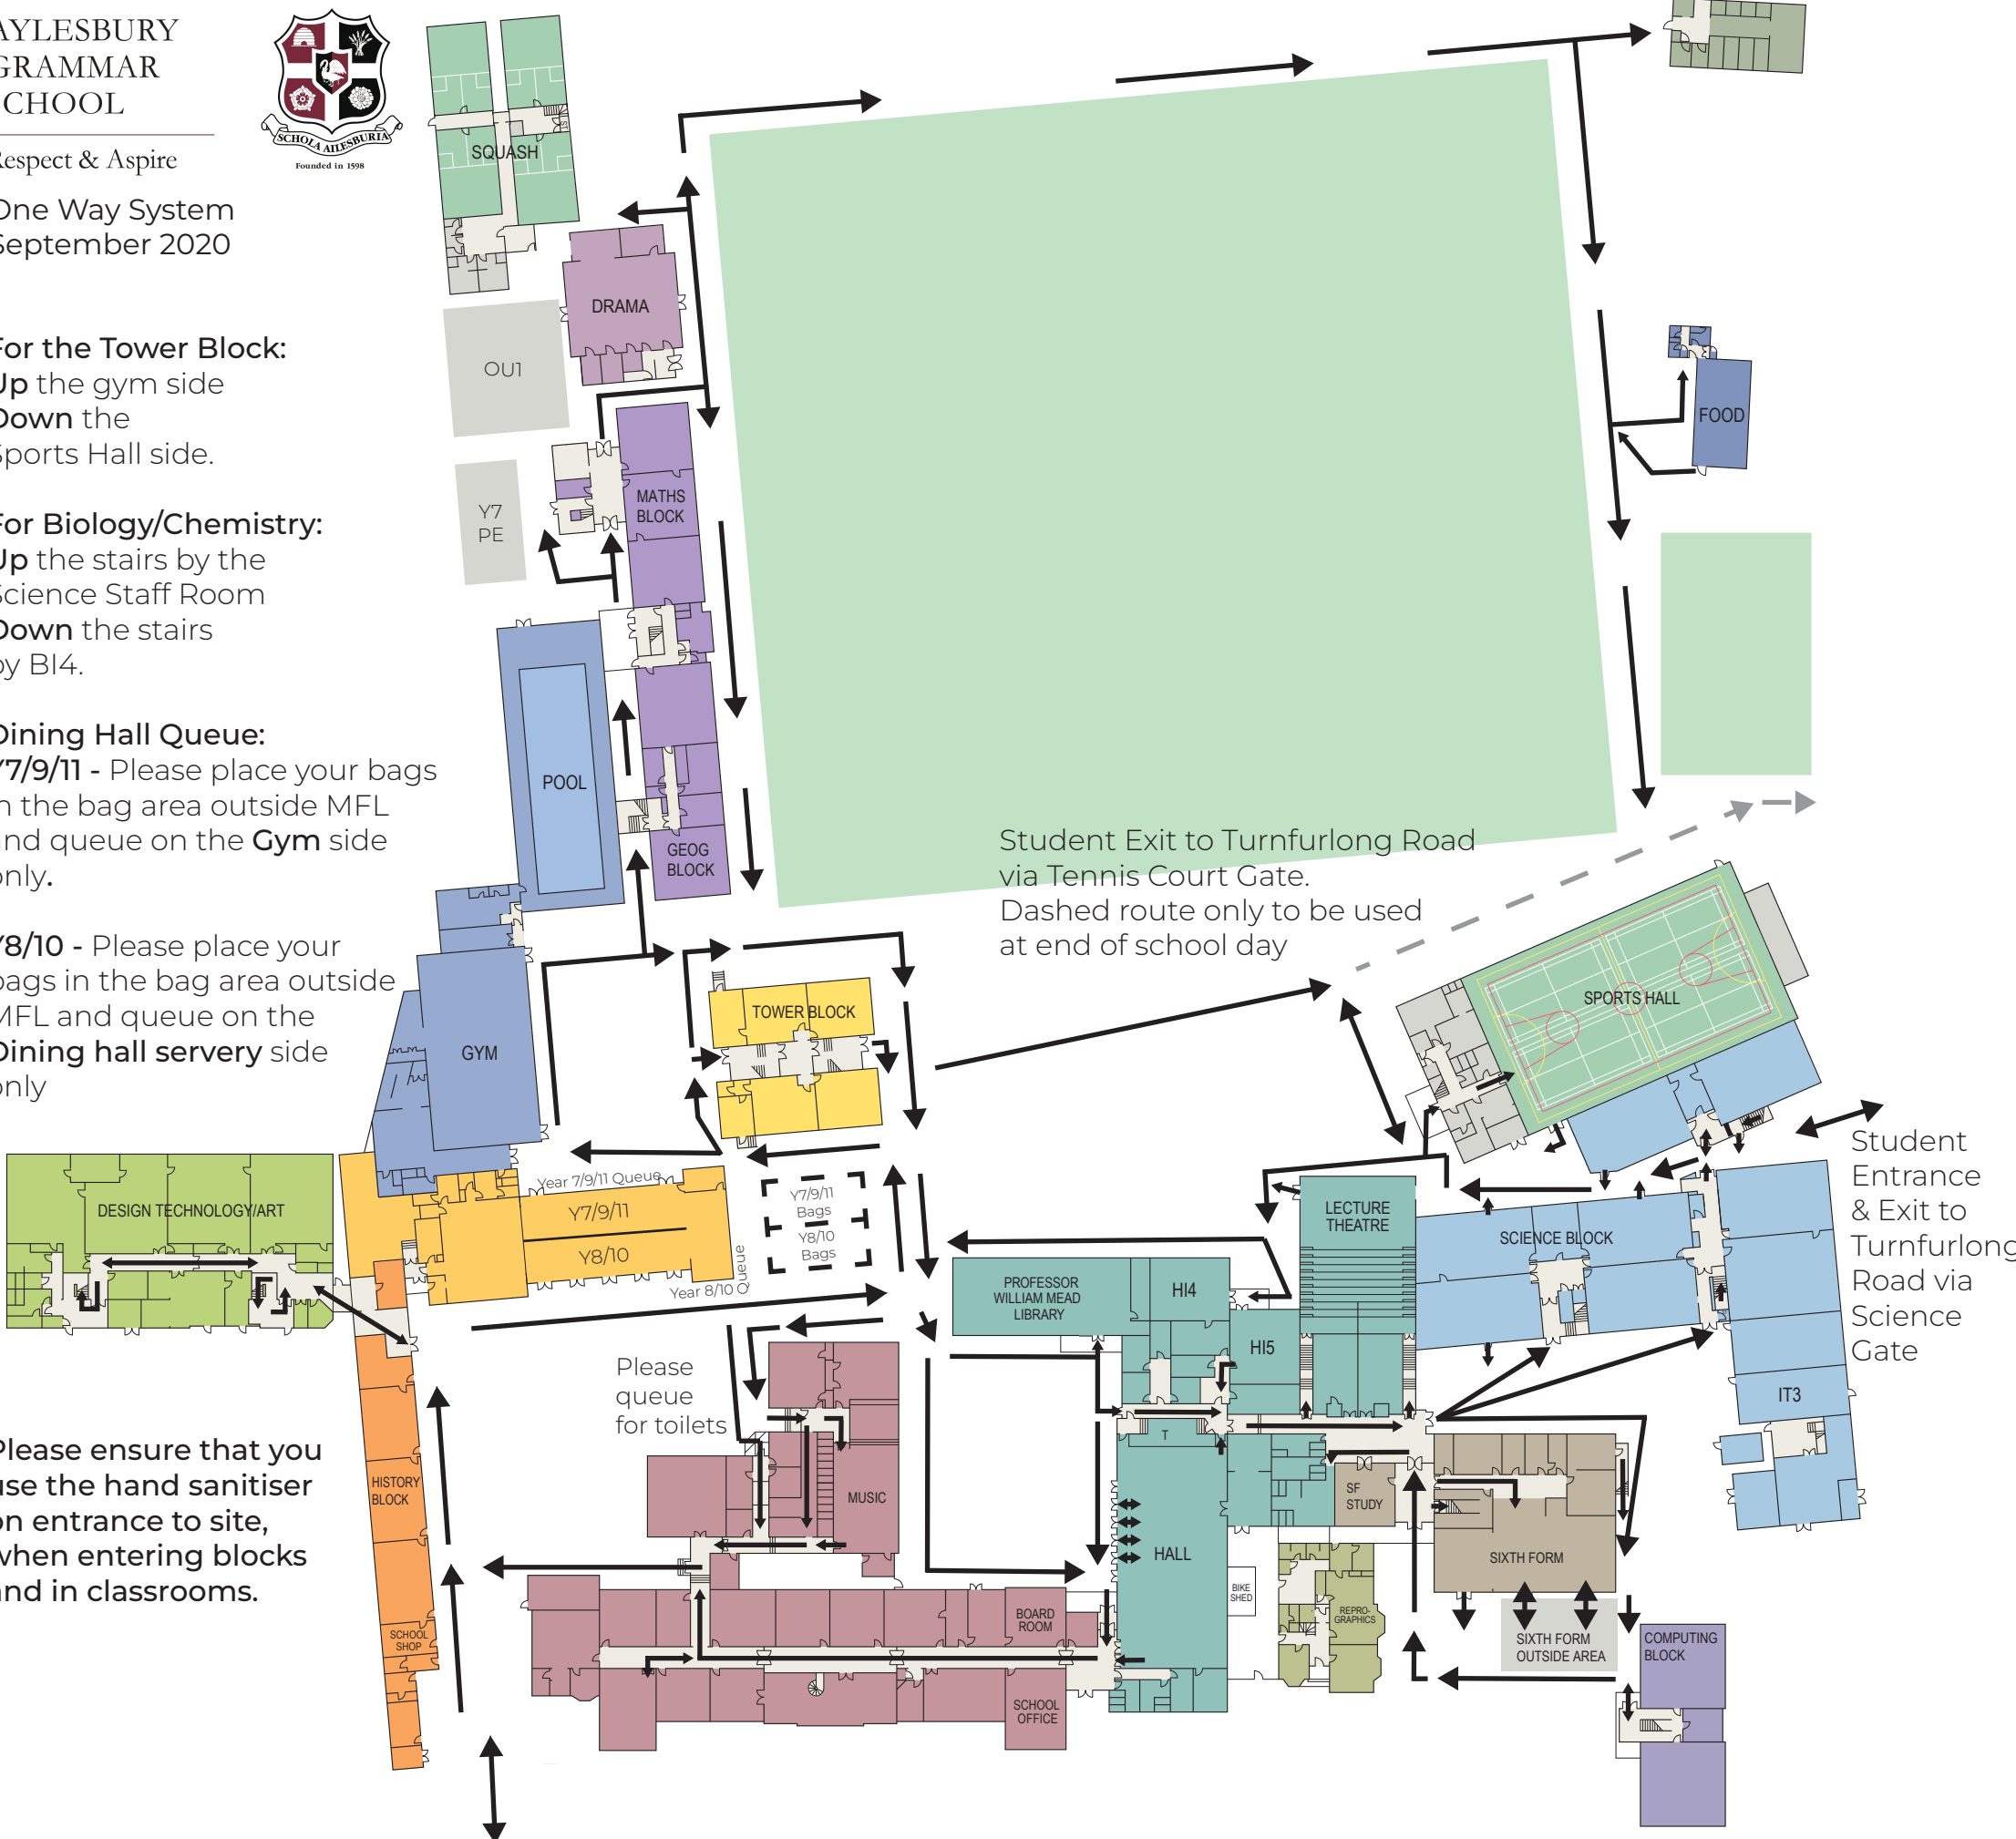 AYLESBURY
GRAMMAR
SCHOOL
Respect & Aspire
SCHOLA AILESBURIA
Founded in 1598
One Way System
September 2020
For the Tower Block:
Up the gym side
Down the
Sports Hall side.
For Biology/Chemistry:
Up the stairs by the
Science Staff Room
Down the stairs
by BI4.
Dining Hall Queue:
Y7/9/11 - Please place your bags
in the bag area outside MFL
and queue on the Gym side
only.
Y8/10 - Please place your
bags in the bag area outside
MFL and queue on the
Dining hall servery side
only
Please ensure that you
use the hand sanitiser
on entrance to site,
when entering blocks
and in classrooms.
SQUASH
DRAMA
OU1
Y7
PE
MATHS
BLOCK
POOL
GEOG
BLOCK
FOOD
Student Exit to Turnfurlong Road
via Tennis Court Gate.
Dashed route only to be used
at end of school day
TOWER BLOCK
GYM
SPORTS HALL
Student
Entrance
& Exit to
Turnfurlong
Road via
Science
Gate
DESIGN TECHNOLOGY/ART
Year 7/9/11 Queue
Y7/9/11
Y8/10
Year 8/10 Queue
Y7/9/11
Bags
Y8/10
Bags
LECTURE
THEATRE
SCIENCE BLOCK
PROFESSOR
WILLIAM MEAD
LIBRARY
HI4
HI5
IT3
Please
queue
for toilets
T
HISTORY
BLOCK
MUSIC
SF
STUDY
HALL
SIXTH FORM
BIKE
SHED
REPRO-
GRAPHICS
BOARD
ROOM
SCHOOL
SHOP
SIXTH FORM
OUTSIDE AREA
COMPUTING
BLOCK
SCHOOL
OFFICE